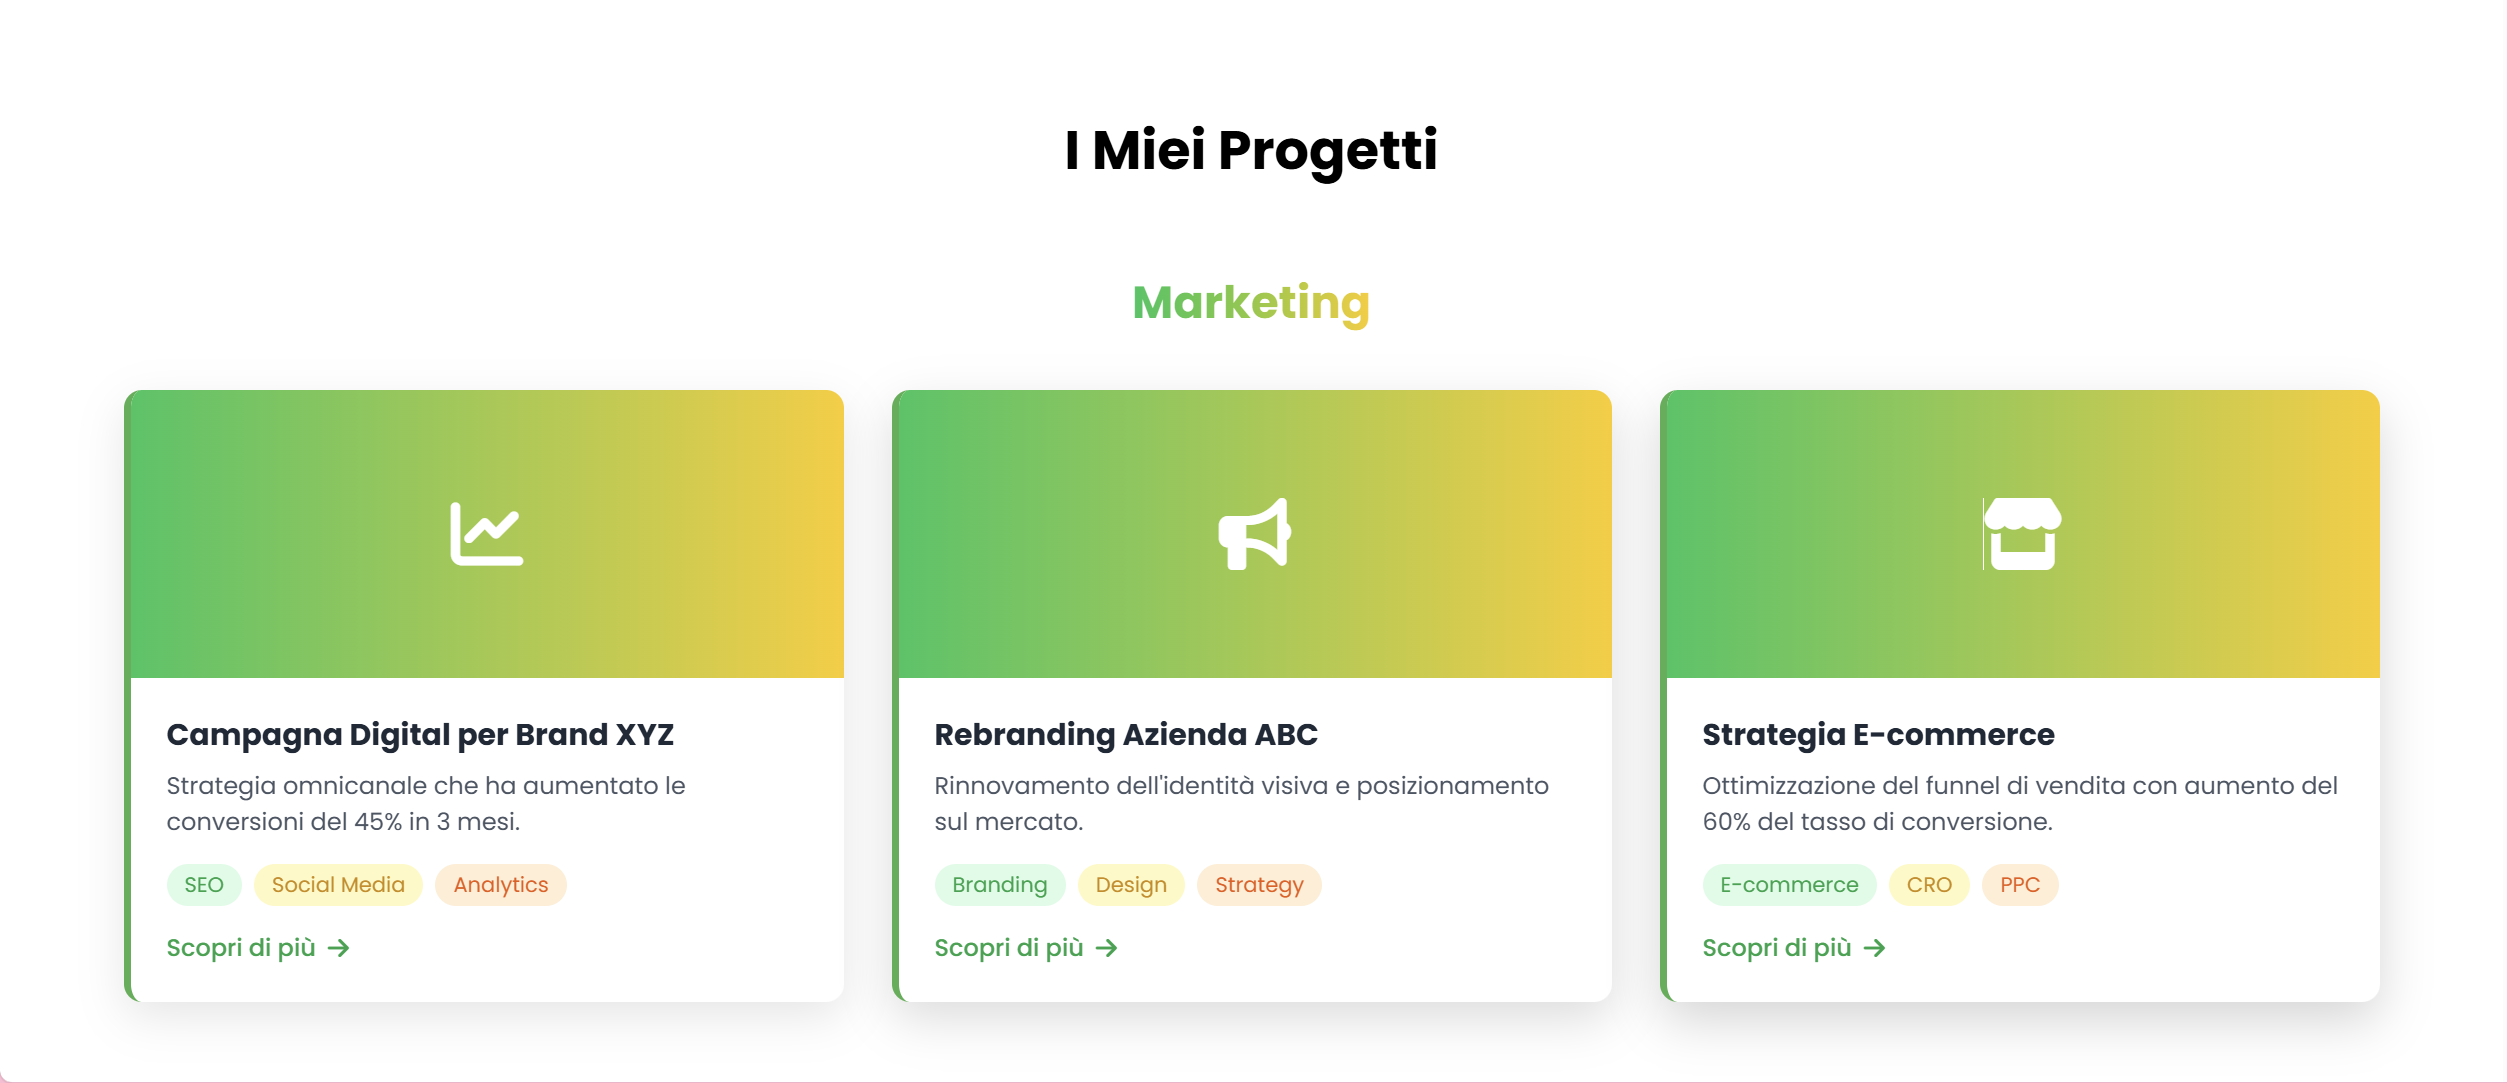 I Miei Progetti
Marketing
Campagna Digital per Brand XYZ
Strategia omnicanale che ha aumentato le
conversioni del 45% in 3 mesi.
SEO Social Media Analytics
Scopri di più →
Rebranding Azienda ABC
Rinnovamento dell'identità visiva e posizionamento
sul mercato.
Branding Design Strategy
Scopri di più →
Strategia E-commerce
Ottimizzazione del funnel di vendita con aumento del
60% del tasso di conversione.
E-commerce CRO PPC
Scopri di più →